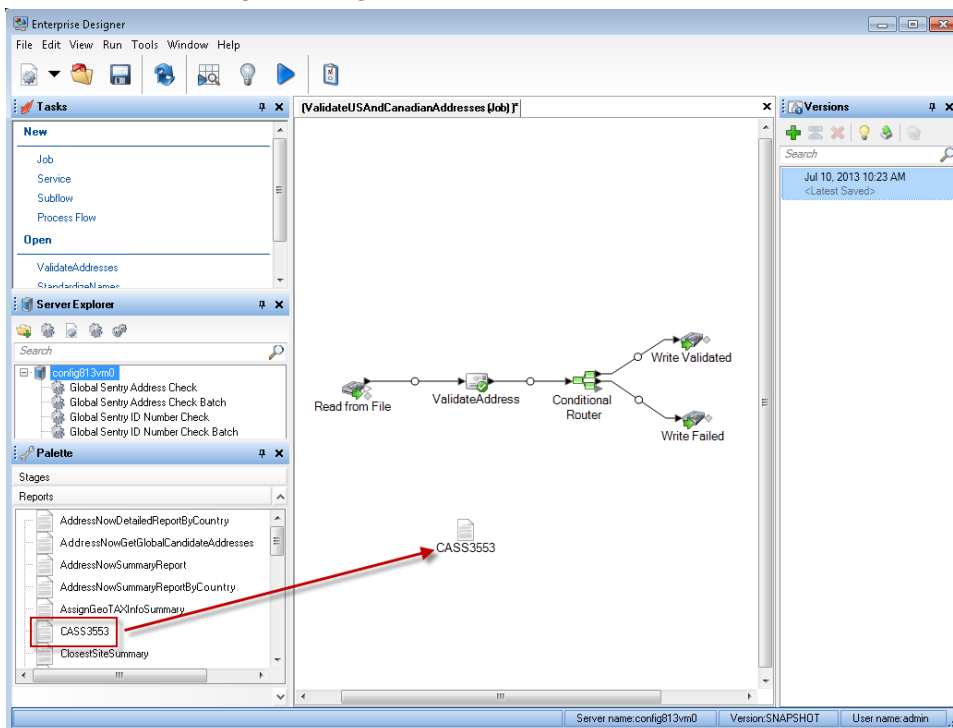 Enterprise Designer
File Edit View Run Tools Window Help
Tasks
New
Job
Service
Subflow
Process Flow
Open
ValidateAddresses
StandardizeNames
Server Explorer
Search
config813vm0
Global Sentry Address Check
Global Sentry Address Check Batch
Global Sentry ID Number Check
Global Sentry ID Number Check Batch
Palette
Stages
Reports
AddressNowDetailedReportByCountry
AddressNowGetGlobalCandidateAddresses
AddressNowSummaryReport
AddressNowSummaryReportByCountry
AssignGeoTAXInfoSummary
CASS3553
ClosestSiteSummary
(ValidateUSAndCanadianAddresses (Job) )*
Read from File
ValidateAddress
Conditional
Router
Write Validated
Write Failed
CASS3553
Versions
Search
Jul 10, 2013 10:23 AM
<Latest Saved>
Server name:config813vm0
Version:SNAPSHOT
User name:admin